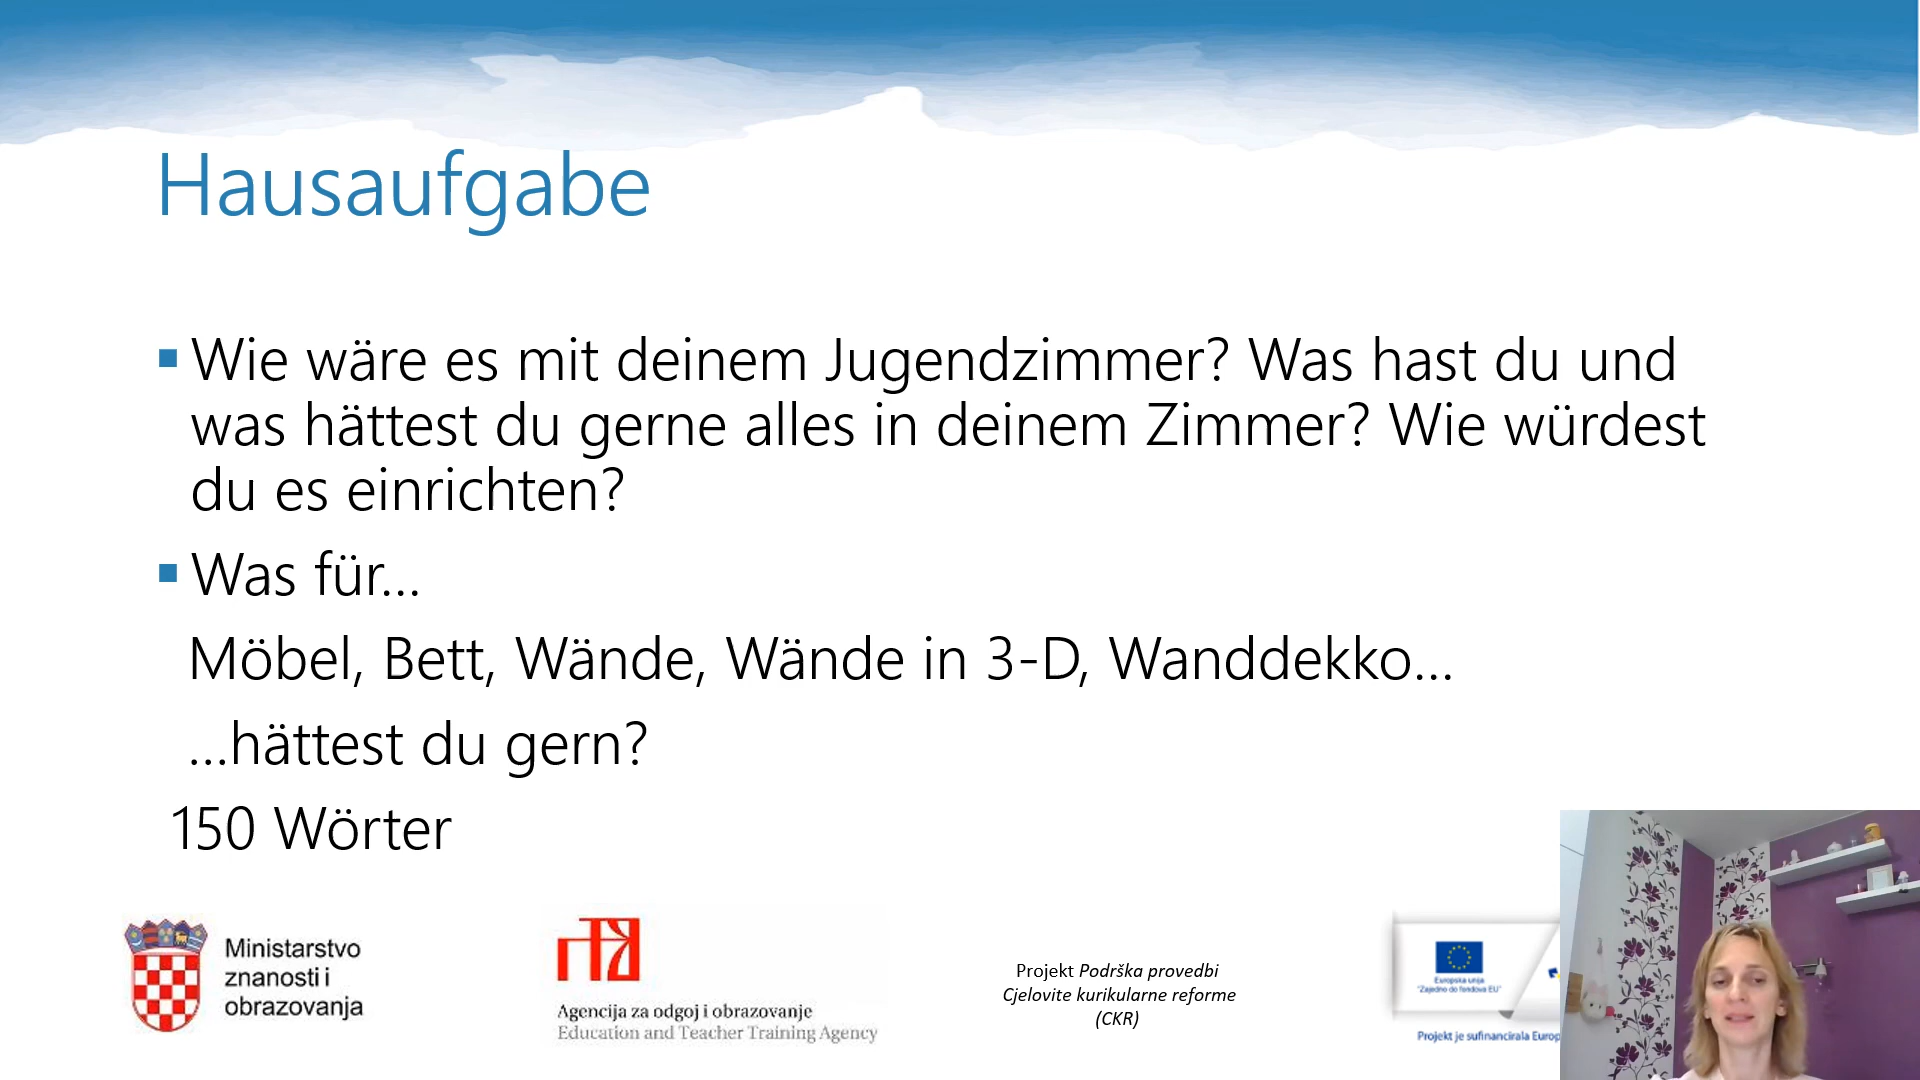 Hausaufgabe
Wie wäre es mit deinem Jugendzimmer? Was hast du und
was hättest du gerne alles in deinem Zimmer? Wie würdest
du es einrichten?
Was für...
Möbel, Bett, Wände, Wände in 3-D, Wanddekko...
...hättest du gern?
150 Wörter
Ministarstvo
znanosti i
obrazovanja
Agencija za odgoj i obrazovanje
Education and Teacher Training Agency
Projekt Podrška provedbi
Cjelovite kurikularne reforme
(CKR)
Europska unija
"Zajedno do fondova EU"
Projekt je sufinancirala Europ